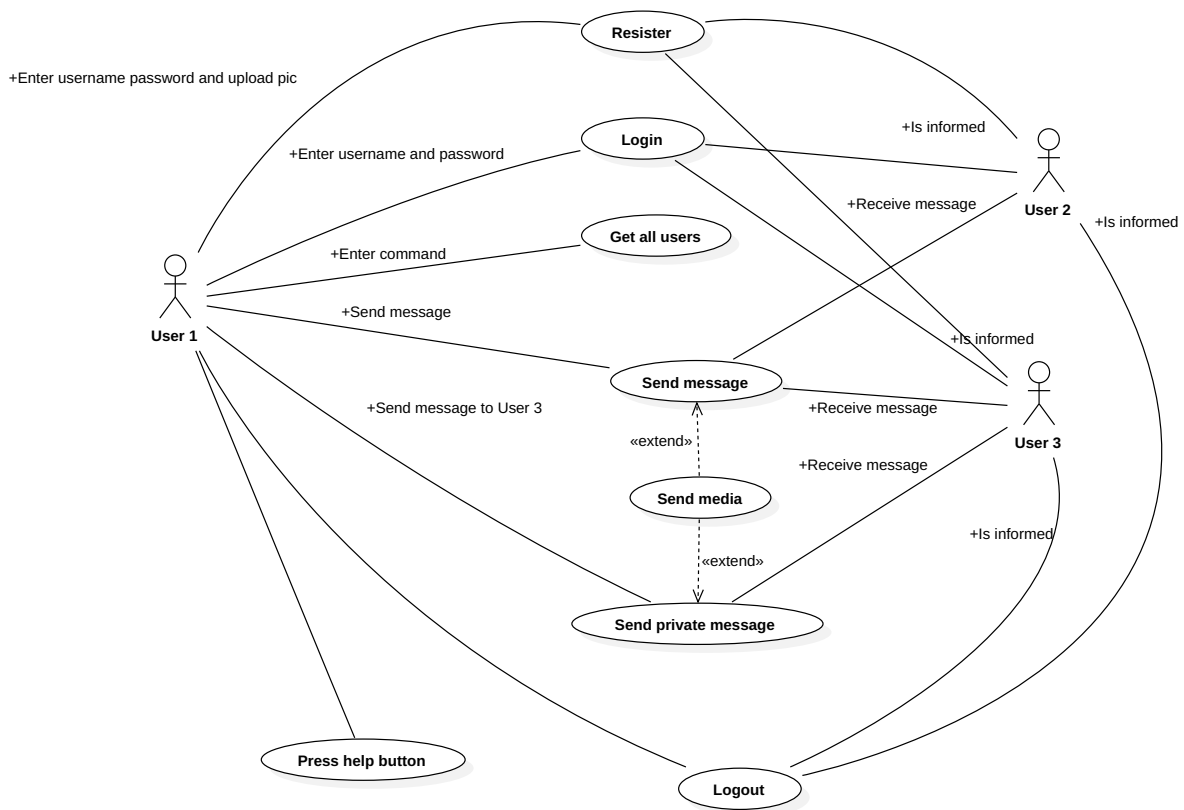 Resister
+Enter username password and upload pic
+Is informed
Login
+Enter username and password
+Receive message
User 2
+Is informed
Get all users
+Enter command
+Send message
User 1
+Is informed
Send message
+Send message to User 3
+Receive message
«extend»
User 3
+Receive message
Send media
+Is informed
«extend»
Send private message
Press help button
Logout